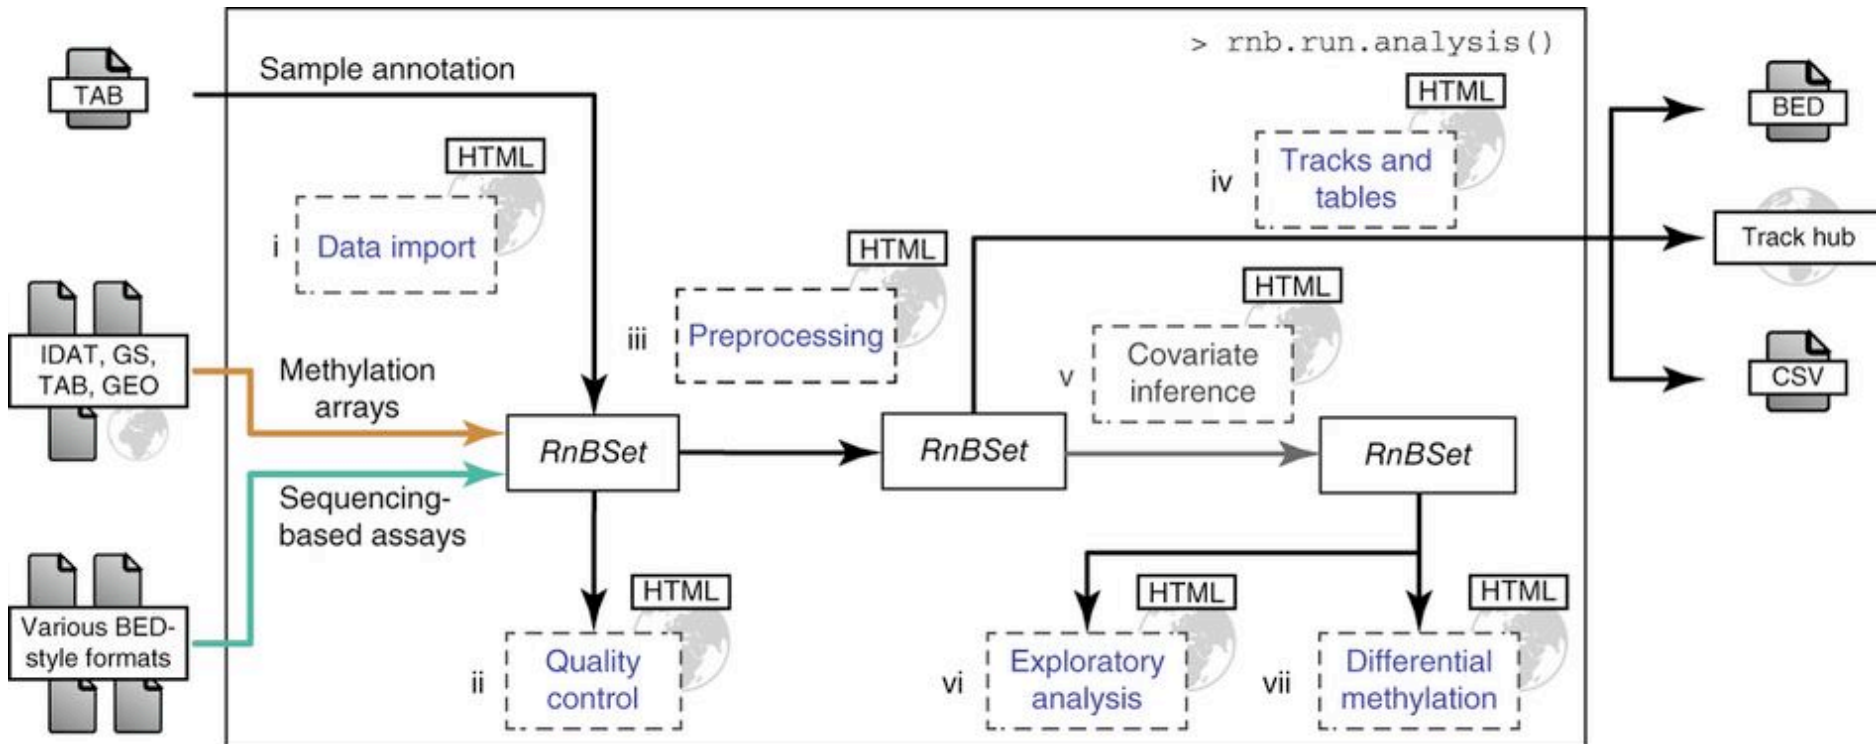 > rnb.run.analysis()
TAB
Sample annotation
HTML
i
Data import
IDAT, GS,
TAB, GEO
Methylation
arrays
Sequencing-
based assays
Various BED-
style formats
RnBSet
HTML
ii
Quality
control
HTML
iii
Preprocessing
RnBSet
HTML
iv
Tracks and
tables
HTML
v
Covariate
inference
RnBSet
HTML
vi
Exploratory
analysis
HTML
vii
Differential
methylation
BED
Track hub
CSV